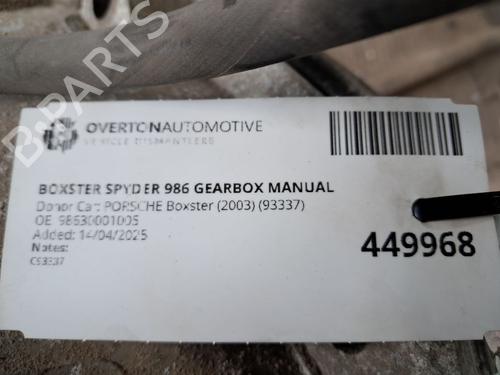 B-PARTS
OVERTONAUTOMOTIVE
VEHICLE DISMANTLERS
BOXSTER SPYDER 986 GEARBOX MANUAL
Donor Car: PORSCHE Boxster (2003) (93337)
OE: 98630001005
Added: 14/04/2025
Notes:
C93337
449968